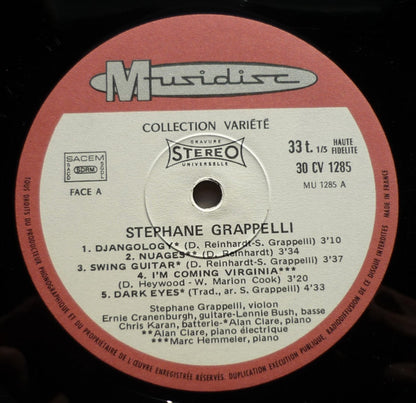 Musidisc
COLLECTION VARIÉTÉ
GRAVURE
STEREO
UNIVERSELLE
33 t. 1/3 HAUTE FIDELITE
30 CV 1285
MU 1285 A
SACEM
SACD SDRM SGDL
FACE A
STEPHANE GRAPPELLI
1. DJANGOLOGY* (D. Reinhardt-S. Grappelli) 3'10
2. NUAGES** (D. Reinhardt) 3'34
3. SWING GUITAR* (D. Reinhardt-S. Grappelli) 3'37
4. I'M COMING VIRGINIA***
(D. Heywood - W. Marion Cook) 3'20
5. DARK EYES* (Trad., ar. S. Grappelli) 4'33
Stephane Grappelli, violon
Ernie Cranenburgh, guitare-Lennie Bush, basse
Chris Karan, batterie-*Alan Clare, piano
**Alan Clare, piano électrique
***Marc Hemmeler, piano
TOUS DROITS DU PRODUCTEUR PHONOGRAPHIQUE ET DU PROPRIÉTAIRE DE L'ŒUVRE ENREGISTRÉE RÉSERVÉS. DUPLICATION EXÉCUTION PUBLIQUE, RADIODIFFUSION DE CE DISQUE INTERDITES
MADE IN FRANCE